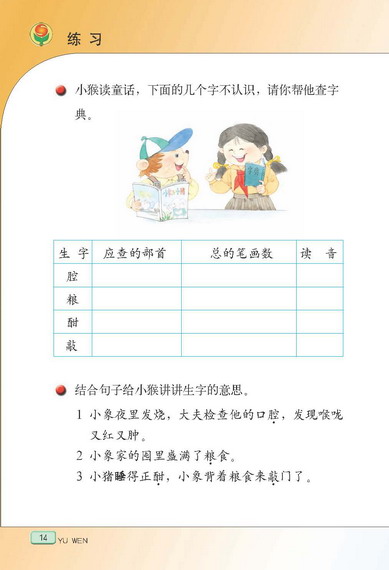 练习
小猴读童话，下面的几个字不认识，请你帮他查字
典。
生字 应查的部首 总的笔画数 读音
腔
粮
酣
敲
结合句子给小猴讲讲生字的意思。
1 小象夜里发烧，大夫检查他的口腔，发现喉咙
又红又肿。
2 小象家的囤里盛满了粮食。
3 小猪睡得正酣，小象背着粮食来敲门了。
14 YU WEN